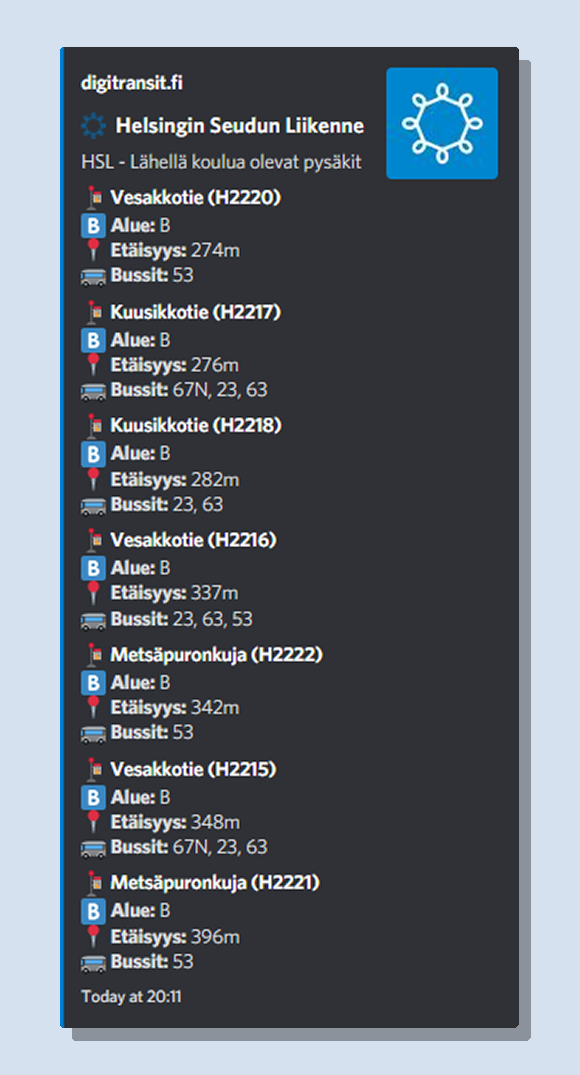 digitransit.fi
Helsingin Seudun Liikenne
HSL - Lähellä koulua olevat pysäkit
Vesakkotie (H2220)
B Alue: B
Etäisyys: 274m
Bussit: 53
Kuusikkotie (H2217)
B Alue: B
Etäisyys: 276m
Bussit: 67N, 23, 63
Kuusikkotie (H2218)
B Alue: B
Etäisyys: 282m
Bussit: 23, 63
Vesakkotie (H2216)
B Alue: B
Etäisyys: 337m
Bussit: 23, 63, 53
Metsäpuronkuja (H2222)
B Alue: B
Etäisyys: 342m
Bussit: 53
Vesakkotie (H2215)
B Alue: B
Etäisyys: 348m
Bussit: 67N, 23, 63
Metsäpuronkuja (H2221)
B Alue: B
Etäisyys: 396m
Bussit: 53
Today at 20:11